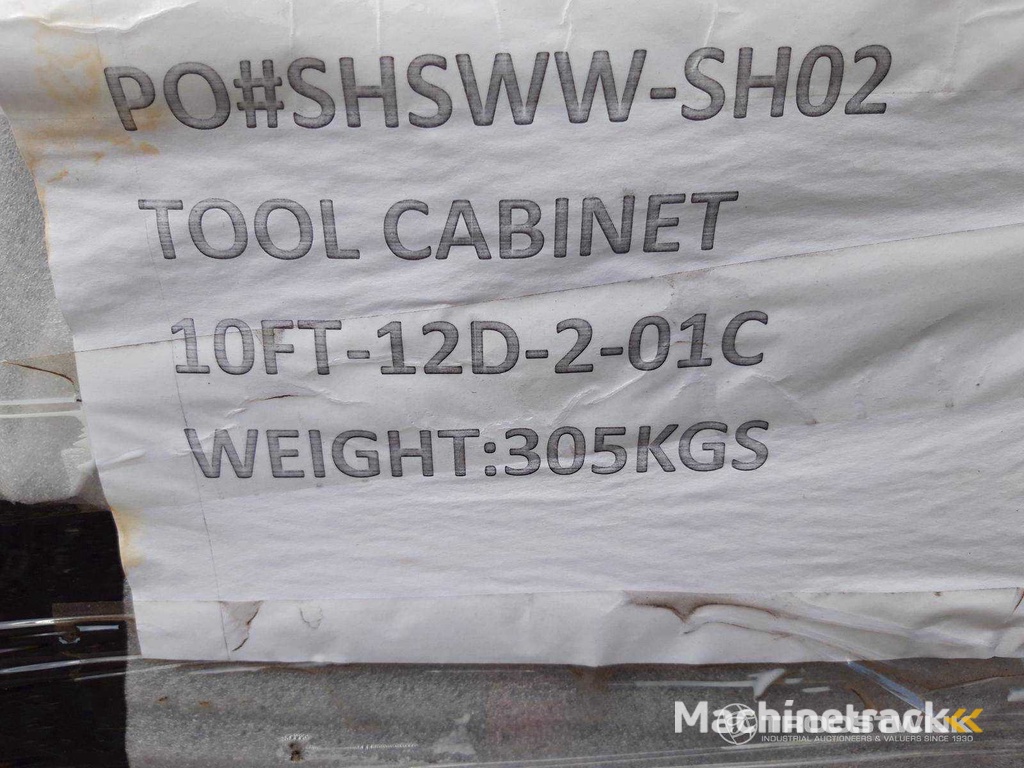 PO#SHSWW-SH02
TOOL CABINET
10FT-12D-2-01C
WEIGHT:305KGS
Machinetrack
INDUSTRIAL AUCTIONEERS & VALUERS SINCE 1930